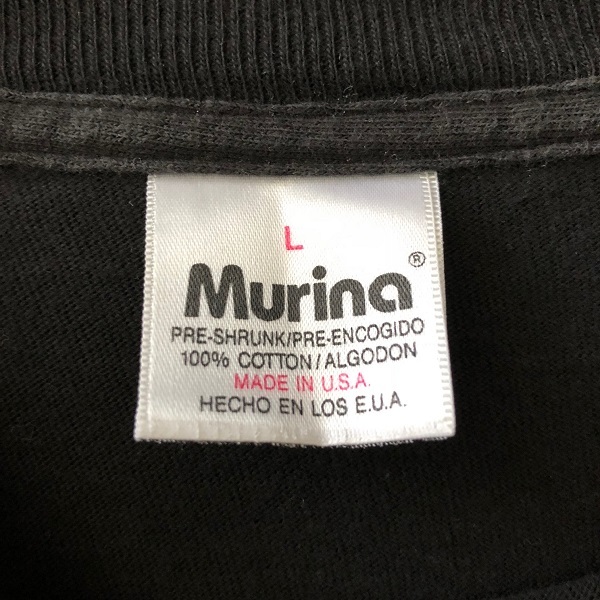 L
Murina®
PRE-SHRUNK/PRE-ENCOGIDO
100% COTTON/ALGODON
MADE IN U.S.A.
HECHO EN LOS E.U.A.